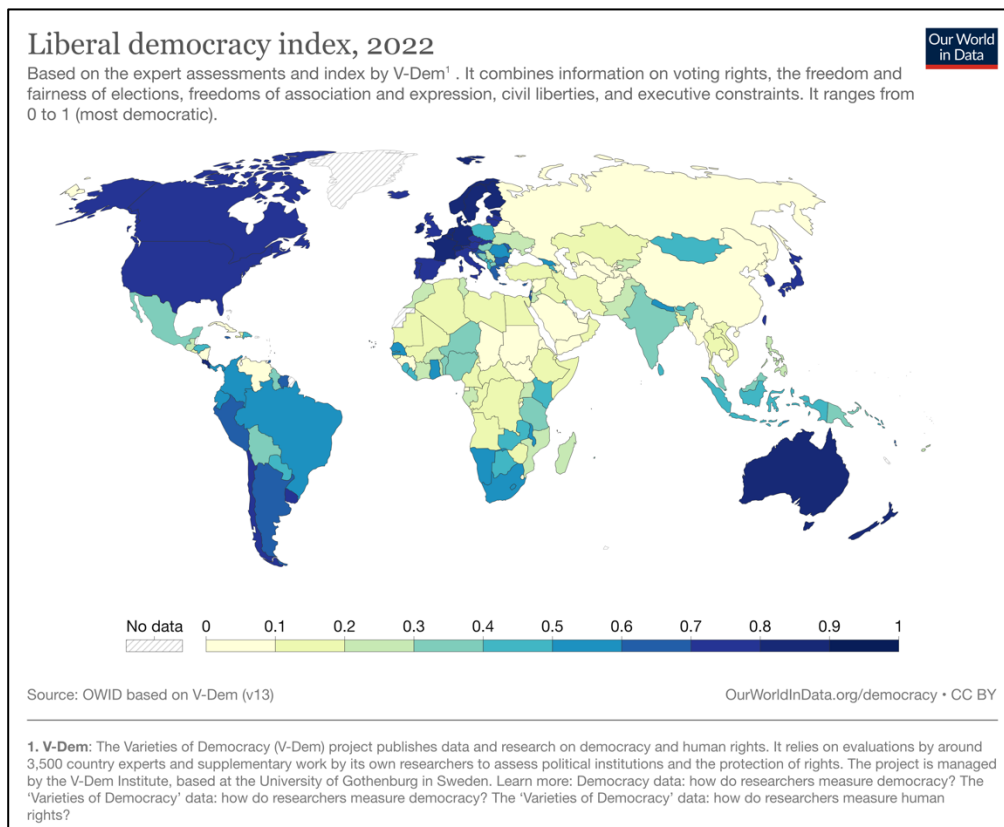 Liberal democracy index, 2022
Our World
in Data
Based on the expert assessments and index by V-Dem¹ . It combines information on voting rights, the freedom and
fairness of elections, freedoms of association and expression, civil liberties, and executive constraints. It ranges from
0 to 1 (most democratic).
No data 0 0.1 0.2 0.3 0.4 0.5 0.6 0.7 0.8 0.9 1
Source: OWID based on V-Dem (v13) OurWorldInData.org/democracy • CC BY
1. V-Dem: The Varieties of Democracy (V-Dem) project publishes data and research on democracy and human rights. It relies on evaluations by around
3,500 country experts and supplementary work by its own researchers to assess political institutions and the protection of rights. The project is managed
by the V-Dem Institute, based at the University of Gothenburg in Sweden. Learn more: Democracy data: how do researchers measure democracy? The
'Varieties of Democracy' data: how do researchers measure democracy? The 'Varieties of Democracy' data: how do researchers measure human
rights?